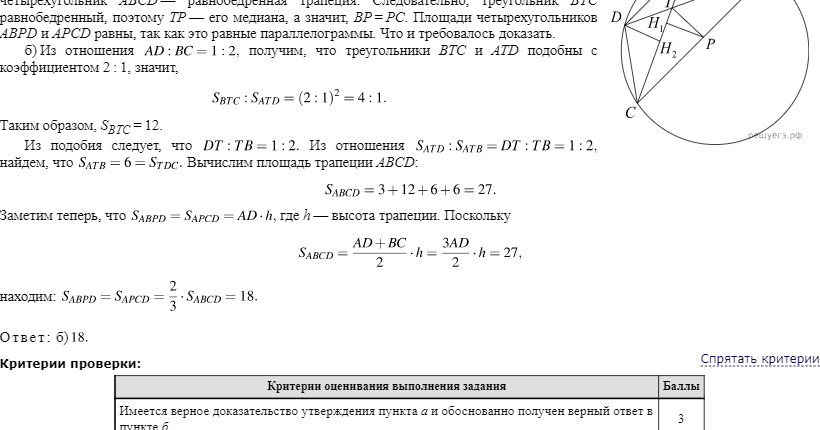 четырёхугольник ABCD — равнобедренная трапеция. Следовательно, треугольник BTC
равнобедренный, поэтому TP — его медиана, а значит, BP = PC. Площади четырехугольников
ABPD и APCD равны, так как это равные параллелограммы. Что и требовалось доказать.
б) Из отношения AD : BC = 1 : 2, получим, что треугольники BTC и ATD подобны с
коэффициентом 2 : 1, значит,
S_{BTC} : S_{ATD} = (2 : 1)^2 = 4 : 1.
Таким образом, S_{BTC} = 12.
Из подобия следует, что DT : TB = 1 : 2. Из отношения S_{ATD} : S_{ATB} = DT : TB = 1 : 2,
найдем, что S_{ATB} = 6 = S_{TDC}. Вычислим площадь трапеции ABCD:
S_{ABCD} = 3 + 12 + 6 + 6 = 27.
Заметим теперь, что S_{ABPD} = S_{APCD} = AD · h, где h — высота трапеции. Поскольку
S_{ABCD} = \frac{AD + BC}{2} · h = \frac{3AD}{2} · h = 27,
находим: S_{ABPD} = S_{APCD} = \frac{2}{3} · S_{ABCD} = 18.
Ответ: б) 18.
D
H_1
H_2
P
C
решуегэ.рф
Критерии проверки:
Спрятать критерии
Критерии оценивания выполнения задания Баллы
Имеется верное доказательство утверждения пункта а и обоснованно получен верный ответ в
пункте б
3